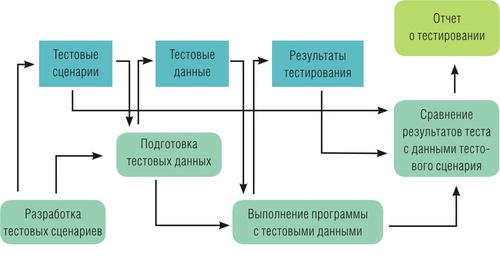 Отчет
о тестировании
Тестовые
сценарии
Тестовые
данные
Результаты
тестирования
Сравнение
результатов теста
с данными тесто-
вого сценария
Подготовка
тестовых данных
Разработка
тестовых сценариев
Выполнение программы
с тестовыми данными